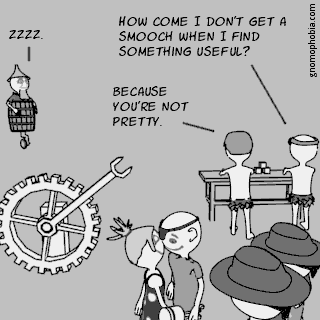 ZZZZ.
HOW COME I DON'T GET A
SMOOCH WHEN I FIND
SOMETHING USEFUL?
BECAUSE
YOU'RE NOT
PRETTY.
gnomophobia.com